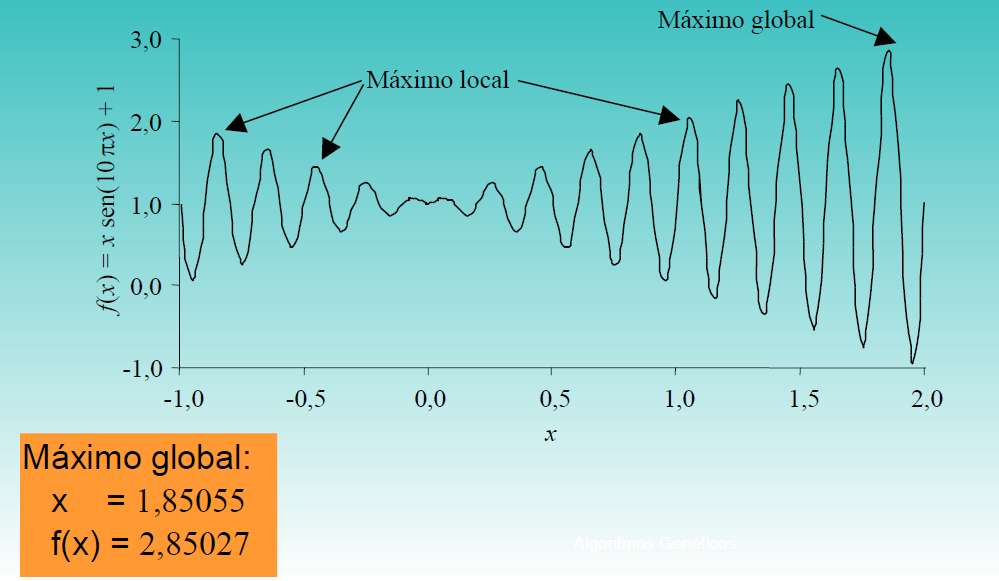 Máximo global
3,0
Máximo local
2,0
f(x) = x sen(10πx) + 1
1,0
0,0
-1,0
-1,0 -0,5 0,0 0,5 1,0 1,5 2,0
x
Máximo global:
x = 1,85055
f(x) = 2,85027
Algoritmos Genéticos